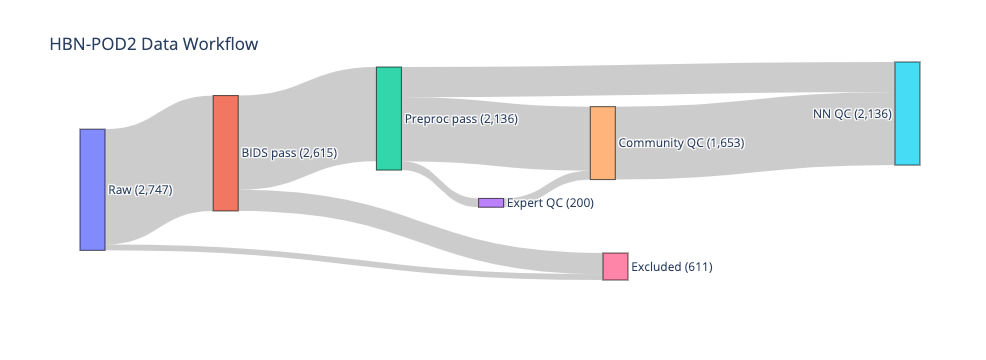 HBN-POD2 Data Workflow
Raw (2,747)
BIDS pass (2,615)
Preproc pass (2,136)
Expert QC (200)
Community QC (1,653)
Excluded (611)
NN QC (2,136)